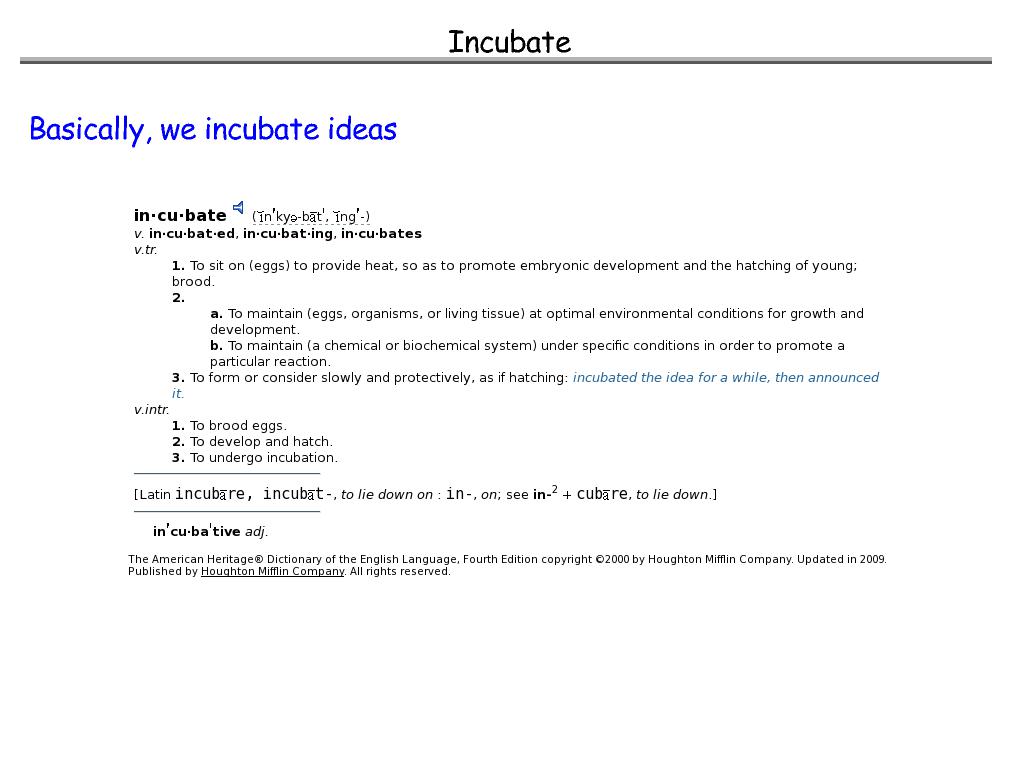 Incubate
Basically, we incubate ideas
in·cu·bate (ĭn'kyə-bāt', ĭng'-)
v. in·cu·bat·ed, in·cu·bat·ing, in·cu·bates
v.tr.
1. To sit on (eggs) to provide heat, so as to promote embryonic development and the hatching of young;
brood.
2.
a. To maintain (eggs, organisms, or living tissue) at optimal environmental conditions for growth and
development.
b. To maintain (a chemical or biochemical system) under specific conditions in order to promote a
particular reaction.
3. To form or consider slowly and protectively, as if hatching: incubated the idea for a while, then announced
it.
v.intr.
1. To brood eggs.
2. To develop and hatch.
3. To undergo incubation.
[Latin incubāre, incubāt-, to lie down on : in-, on; see in-2 + cubāre, to lie down.]
in'cu·ba'tive adj.
The American Heritage® Dictionary of the English Language, Fourth Edition copyright ©2000 by Houghton Mifflin Company. Updated in 2009.
Published by Houghton Mifflin Company. All rights reserved.